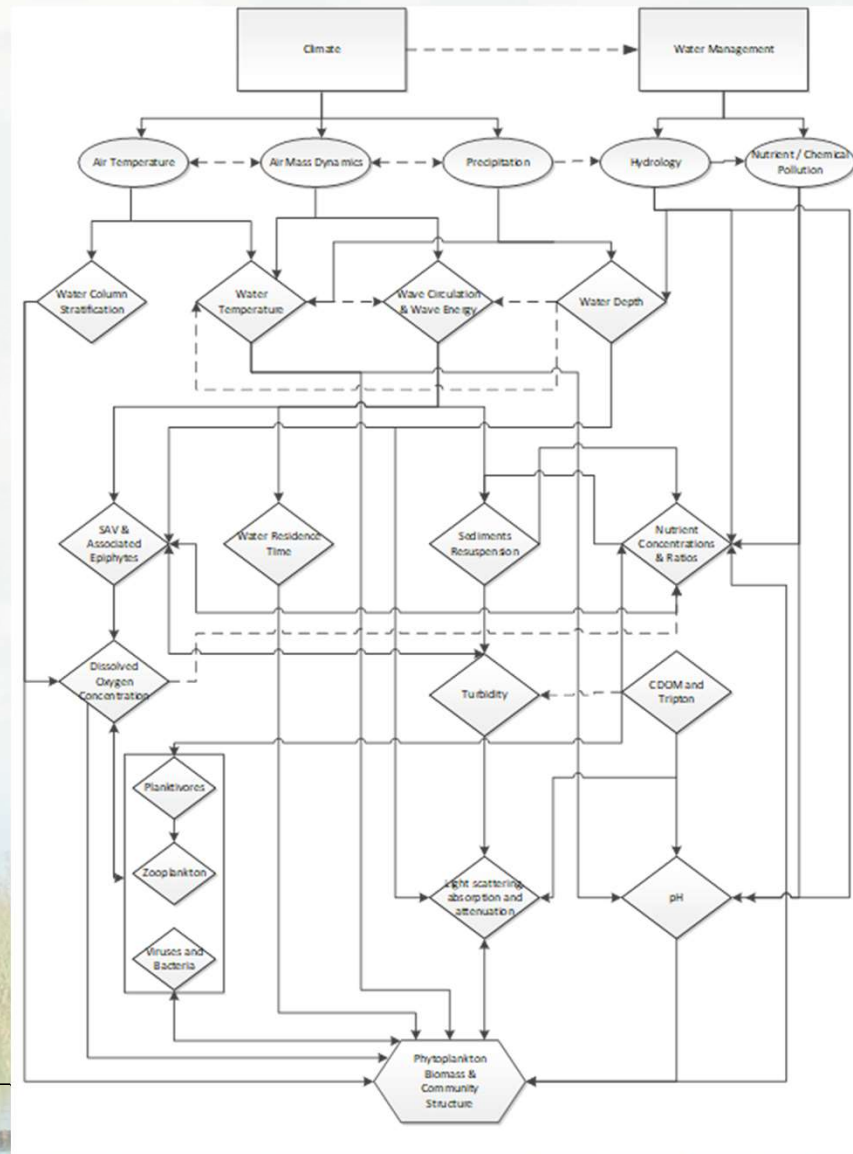 Climate
Water Management
Air Temperature
Air Mass Dynamics
Precipitation
Hydrology
Nutrient / Chemical
Pollution
Water Column
Stratification
Water
Temperature
Wave Circulation
& Wave Energy
Water Depth
SAV &
Associated
Epiphytes
Water Residence
Time
Sediments
Resuspension
Nutrient
Concentrations
& Ratios
Dissolved
Oxygen
Concentration
Turbidity
CDOM and
Tripton
Planktivores
Zooplankton
Viruses and
Bacteria
Light scattering,
absorption and
attenuation
pH
Phytoplankton
Biomass &
Community
Structure